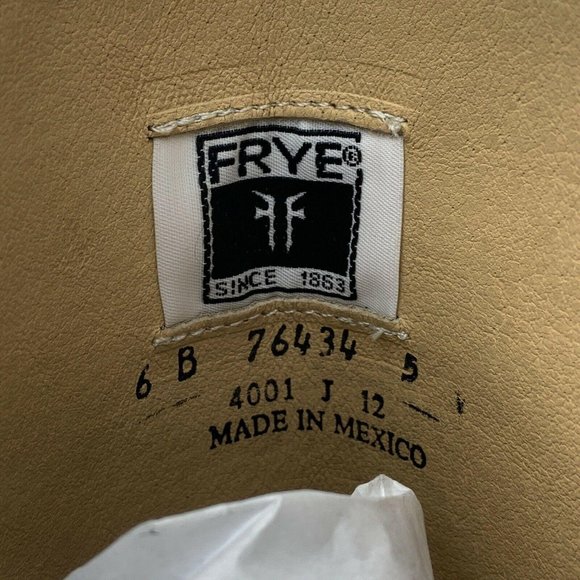 FRYE®
SINCE 1863
6 B 76434 5
4001 J 12
MADE IN MEXICO